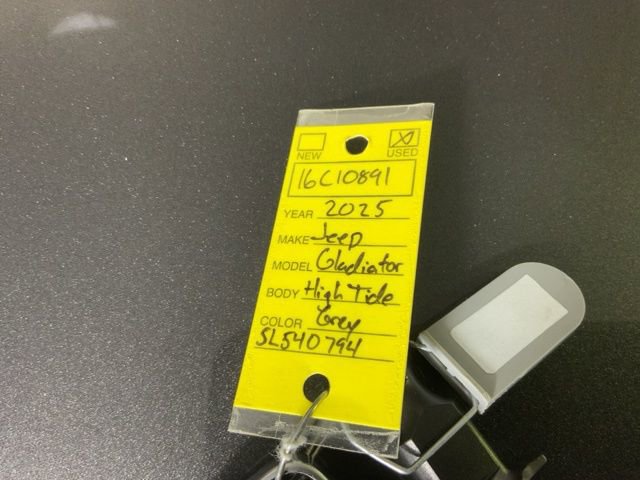 NEW USED
16C10891
YEAR 2025
MAKE Jeep
MODEL Gladiator
BODY High Tide
COLOR Grey
SL540794